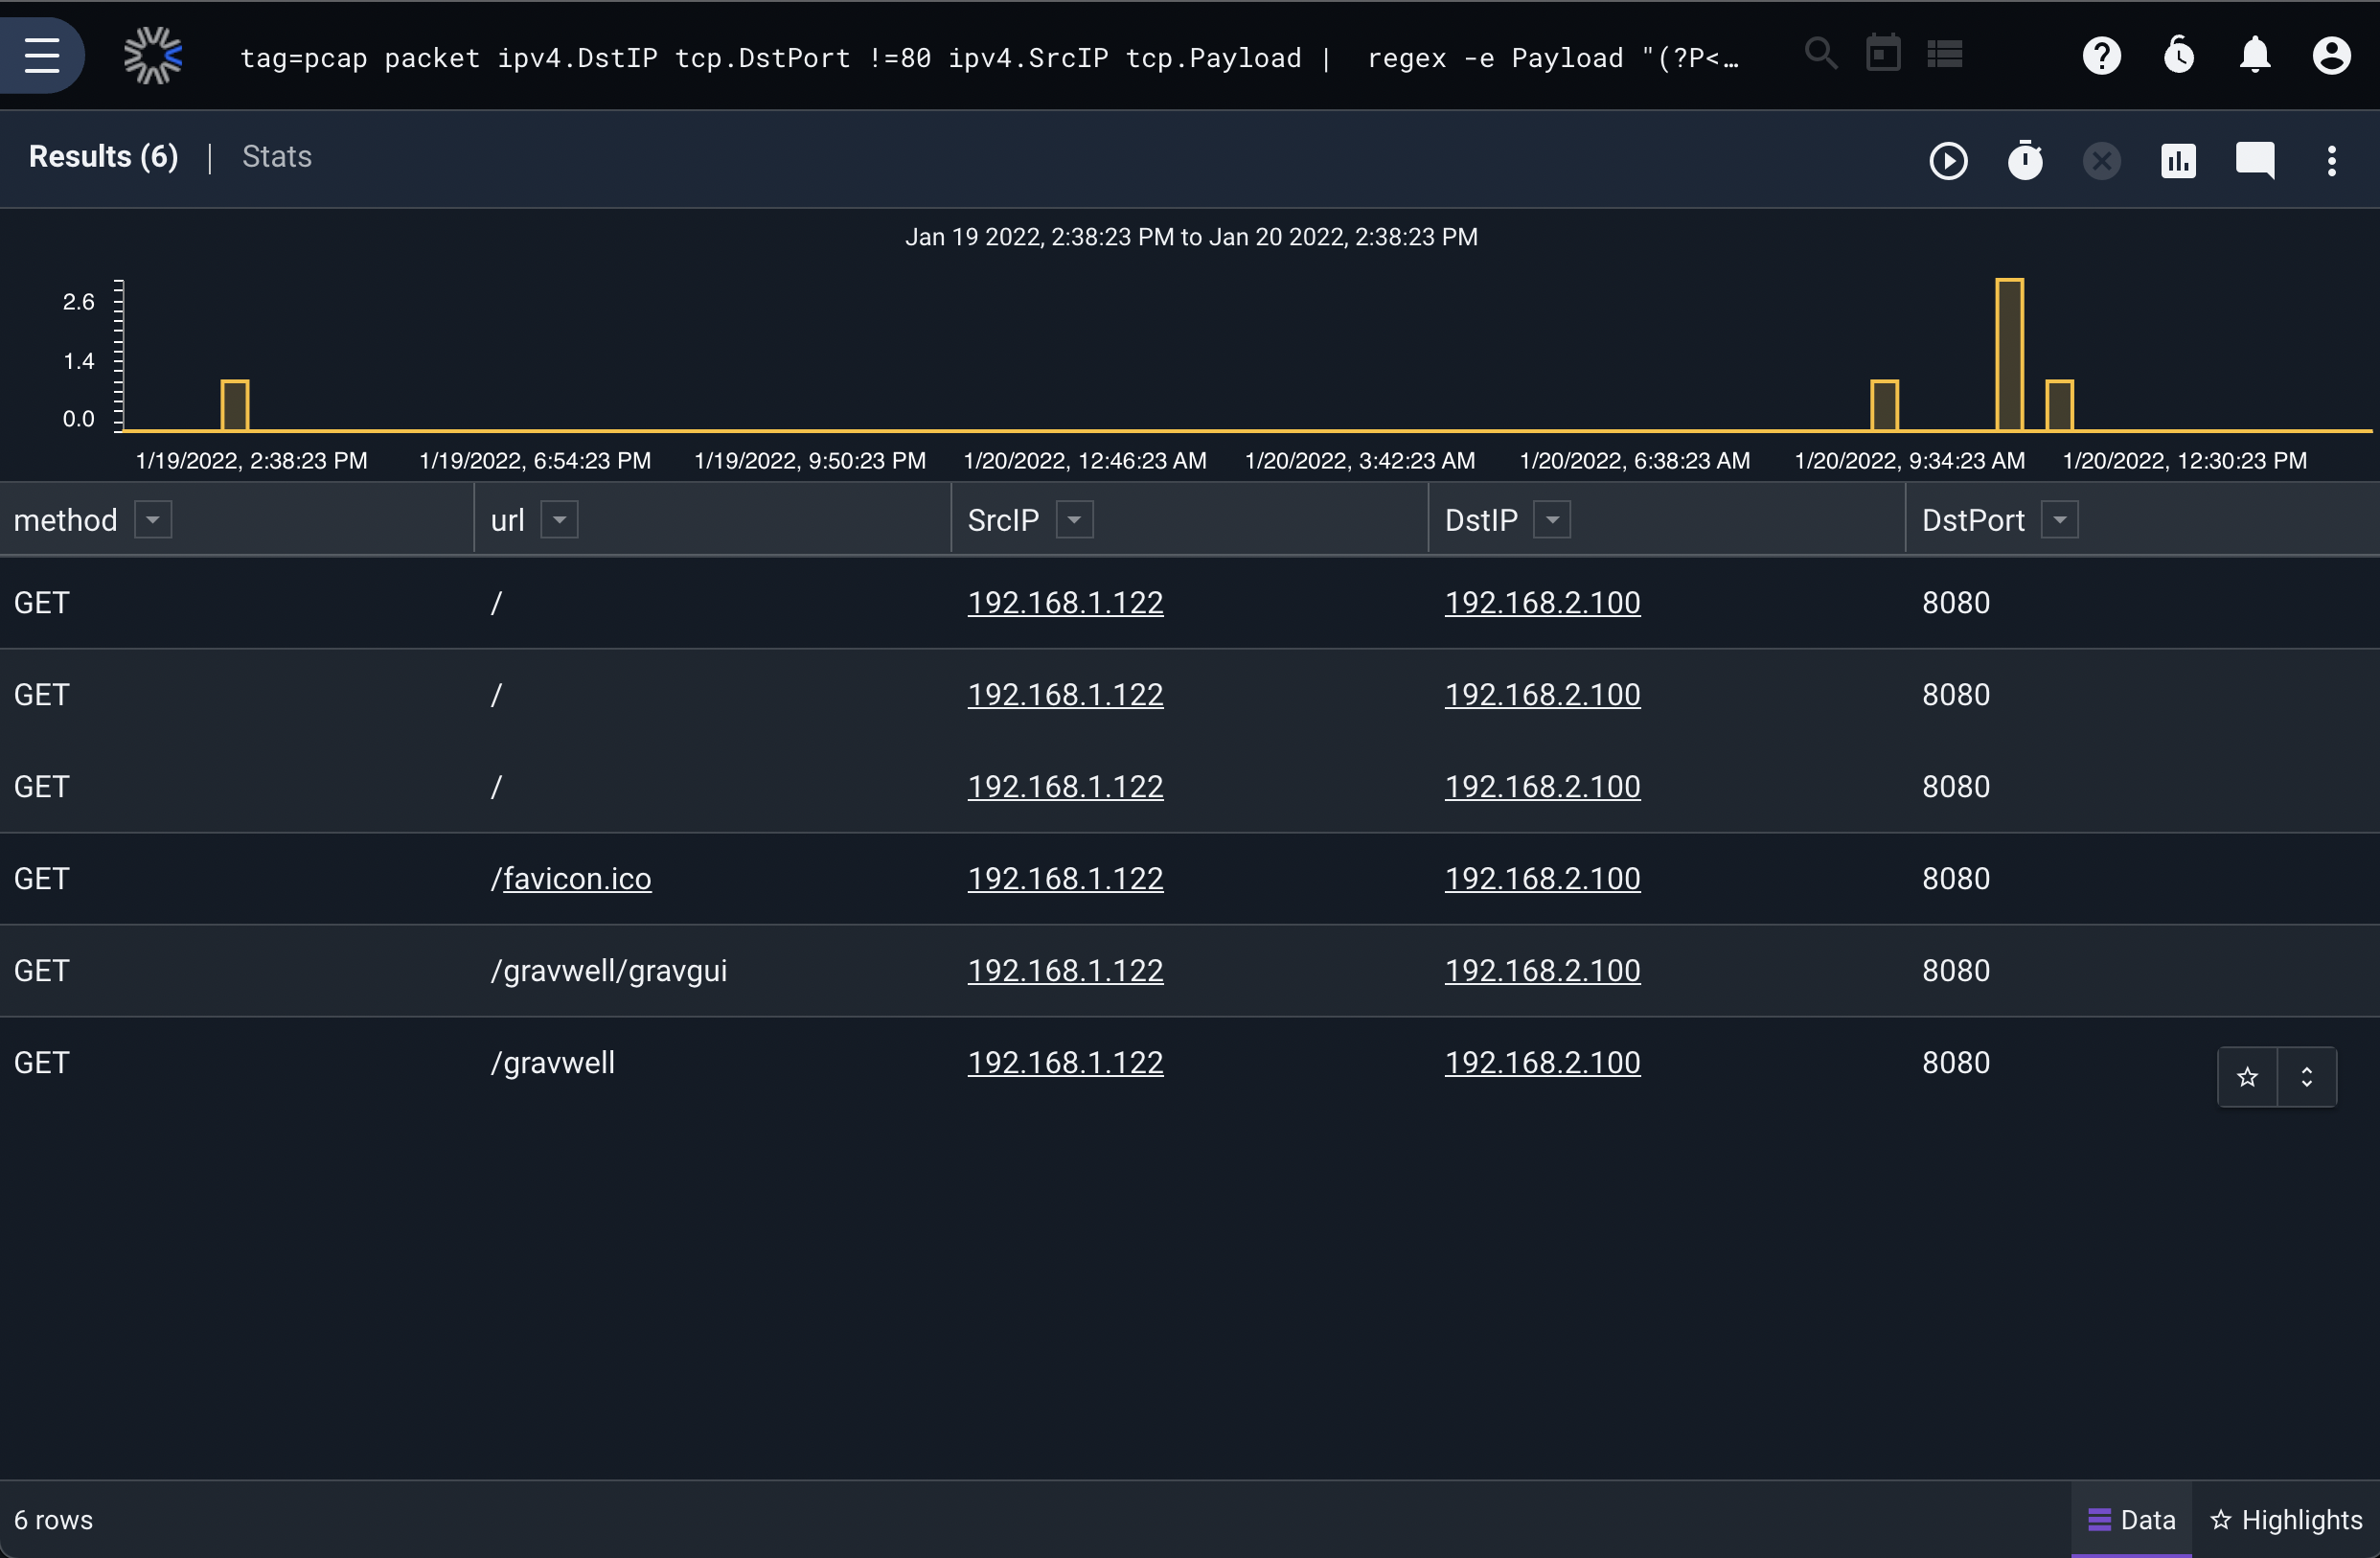 tag=pcap packet ipv4.DstIP tcp.DstPort !=80 ipv4.SrcIP tcp.Payload | regex -e Payload "(?P<…
Results (6) | Stats
Jan 19 2022, 2:38:23 PM to Jan 20 2022, 2:38:23 PM
2.6
1.4
0.0
1/19/2022, 2:38:23 PM 1/19/2022, 6:54:23 PM 1/19/2022, 9:50:23 PM 1/20/2022, 12:46:23 AM 1/20/2022, 3:42:23 AM 1/20/2022, 6:38:23 AM 1/20/2022, 9:34:23 AM 1/20/2022, 12:30:23 PM
method url SrcIP DstIP DstPort
GET / 192.168.1.122 192.168.2.100 8080
GET / 192.168.1.122 192.168.2.100 8080
GET / 192.168.1.122 192.168.2.100 8080
GET /favicon.ico 192.168.1.122 192.168.2.100 8080
GET /gravwell/gravgui 192.168.1.122 192.168.2.100 8080
GET /gravwell 192.168.1.122 192.168.2.100 8080
6 rows Data Highlights